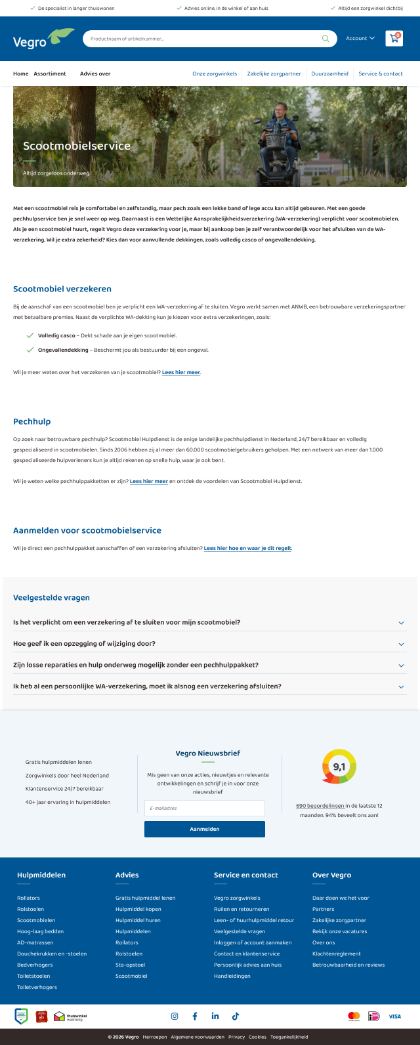 De specialist in langer thuiswonen
Advies online in de winkel of aan huis
Altijd een zorgwinkel dichtbij
Vegro
Productnaam of artikelnummer...
Account
Home Assortiment Advies over
Onze zorgwinkels Zakelijke zorgpartner Duurzaamheid Service & contact
Scootmobielservice
Altijd zorgeloos onderweg
Met een scootmobiel reis je comfortabel en zelfstandig, maar pech zoals een lekke band of lege accu kan altijd gebeuren. Met een goede
pechhulpservice ben je snel weer op weg. Daarnaast is een Wettelijke Aansprakelijkheidsverzekering (WA-verzekering) verplicht voor scootmobielen.
Als je een scootmobiel huurt, regelt Vegro deze verzekering voor je, maar bij aankoop ben je zelf verantwoordelijk voor het afsluiten van de WA-
verzekering. Wil je extra zekerheid? Kies dan voor aanvullende dekkingen, zoals volledig casco of ongevallendekking.
Scootmobiel verzekeren
Bij de aanschaf van een scootmobiel ben je verplicht een WA-verzekering af te sluiten. Vegro werkt samen met ANWB, een betrouwbare verzekeringspartner
met betaalbare premies. Naast de verplichte WA-dekking kun je kiezen voor extra verzekeringen, zoals:
Volledig casco – Dekt schade aan je eigen scootmobiel.
Ongevallendekking – Beschermt jou als bestuurder bij een ongeval.
Wil je meer weten over het verzekeren van je scootmobiel? Lees hier meer.
Pechhulp
Op zoek naar betrouwbare pechhulp? Scootmobiel Hulpdienst is de enige landelijke pechhulpdienst in Nederland, 24/7 bereikbaar en volledig
gespecialiseerd in scootmobielen. Sinds 2006 hebben zij al meer dan 60.000 scootmobielgebruikers geholpen. Met een netwerk van meer dan 1.000
gespecialiseerde hulpverleners kun je altijd rekenen op snelle hulp, waar je ook bent.
Wil je weten welke pechhulppakketten er zijn? Lees hier meer en ontdek de voordelen van Scootmobiel Hulpdienst.
Aanmelden voor scootmobielservice
Wil je direct een pechhulppakket aanschaffen of een verzekering afsluiten? Lees hier hoe en waar je dit regelt.
Veelgestelde vragen
Is het verplicht om een verzekering af te sluiten voor mijn scootmobiel?
Hoe geef ik een opzegging of wijziging door?
Zijn losse reparaties en hulp onderweg mogelijk zonder een pechhulppakket?
Ik heb al een persoonlijke WA-verzekering, moet ik alsnog een verzekering afsluiten?
Gratis hulpmiddelen lenen
Zorgwinkels door heel Nederland
Klantenservice 24/7 bereikbaar
40+ jaar ervaring in hulpmiddelen
Vegro Nieuwsbrief
Mis geen van onze acties, nieuwtjes en relevante
ontwikkelingen en schrijf je in voor onze
nieuwsbrief
E-mailadres
Aanmelden
9,1
690 beoordelingen in de laatste 12
maanden. 94% beveelt ons aan!
Hulpmiddelen
Rollators
Rolstoelen
Scootmobielen
Hoog-laag bedden
AD-matrassen
Douchekrukken en -stoelen
Bedverhogers
Toiletstoelen
Toiletverhogers
Advies
Gratis hulpmiddel lenen
Hulpmiddel kopen
Hulpmiddel huren
Hulpmiddelen
Rollators
Rolstoelen
Sta-opstoel
Scootmobiel
Service en contact
Vegro zorgwinkels
Ruilen en retourneren
Leen- of huurhulpmiddel retour
Veelgestelde vragen
Inloggen of account aanmaken
Contact en klantenservice
Persoonlijk advies aan huis
Handleidingen
Over Vegro
Daar doen we het voor
Partners
Zakelijke zorgpartner
Bekijk onze vacatures
Over ons
Klachtenreglement
Betrouwbaarheid en reviews
thuiswinkel
VISA
© 2026 Vegro Herroepen Algemene voorwaarden Privacy Cookies Toegankelijkheid